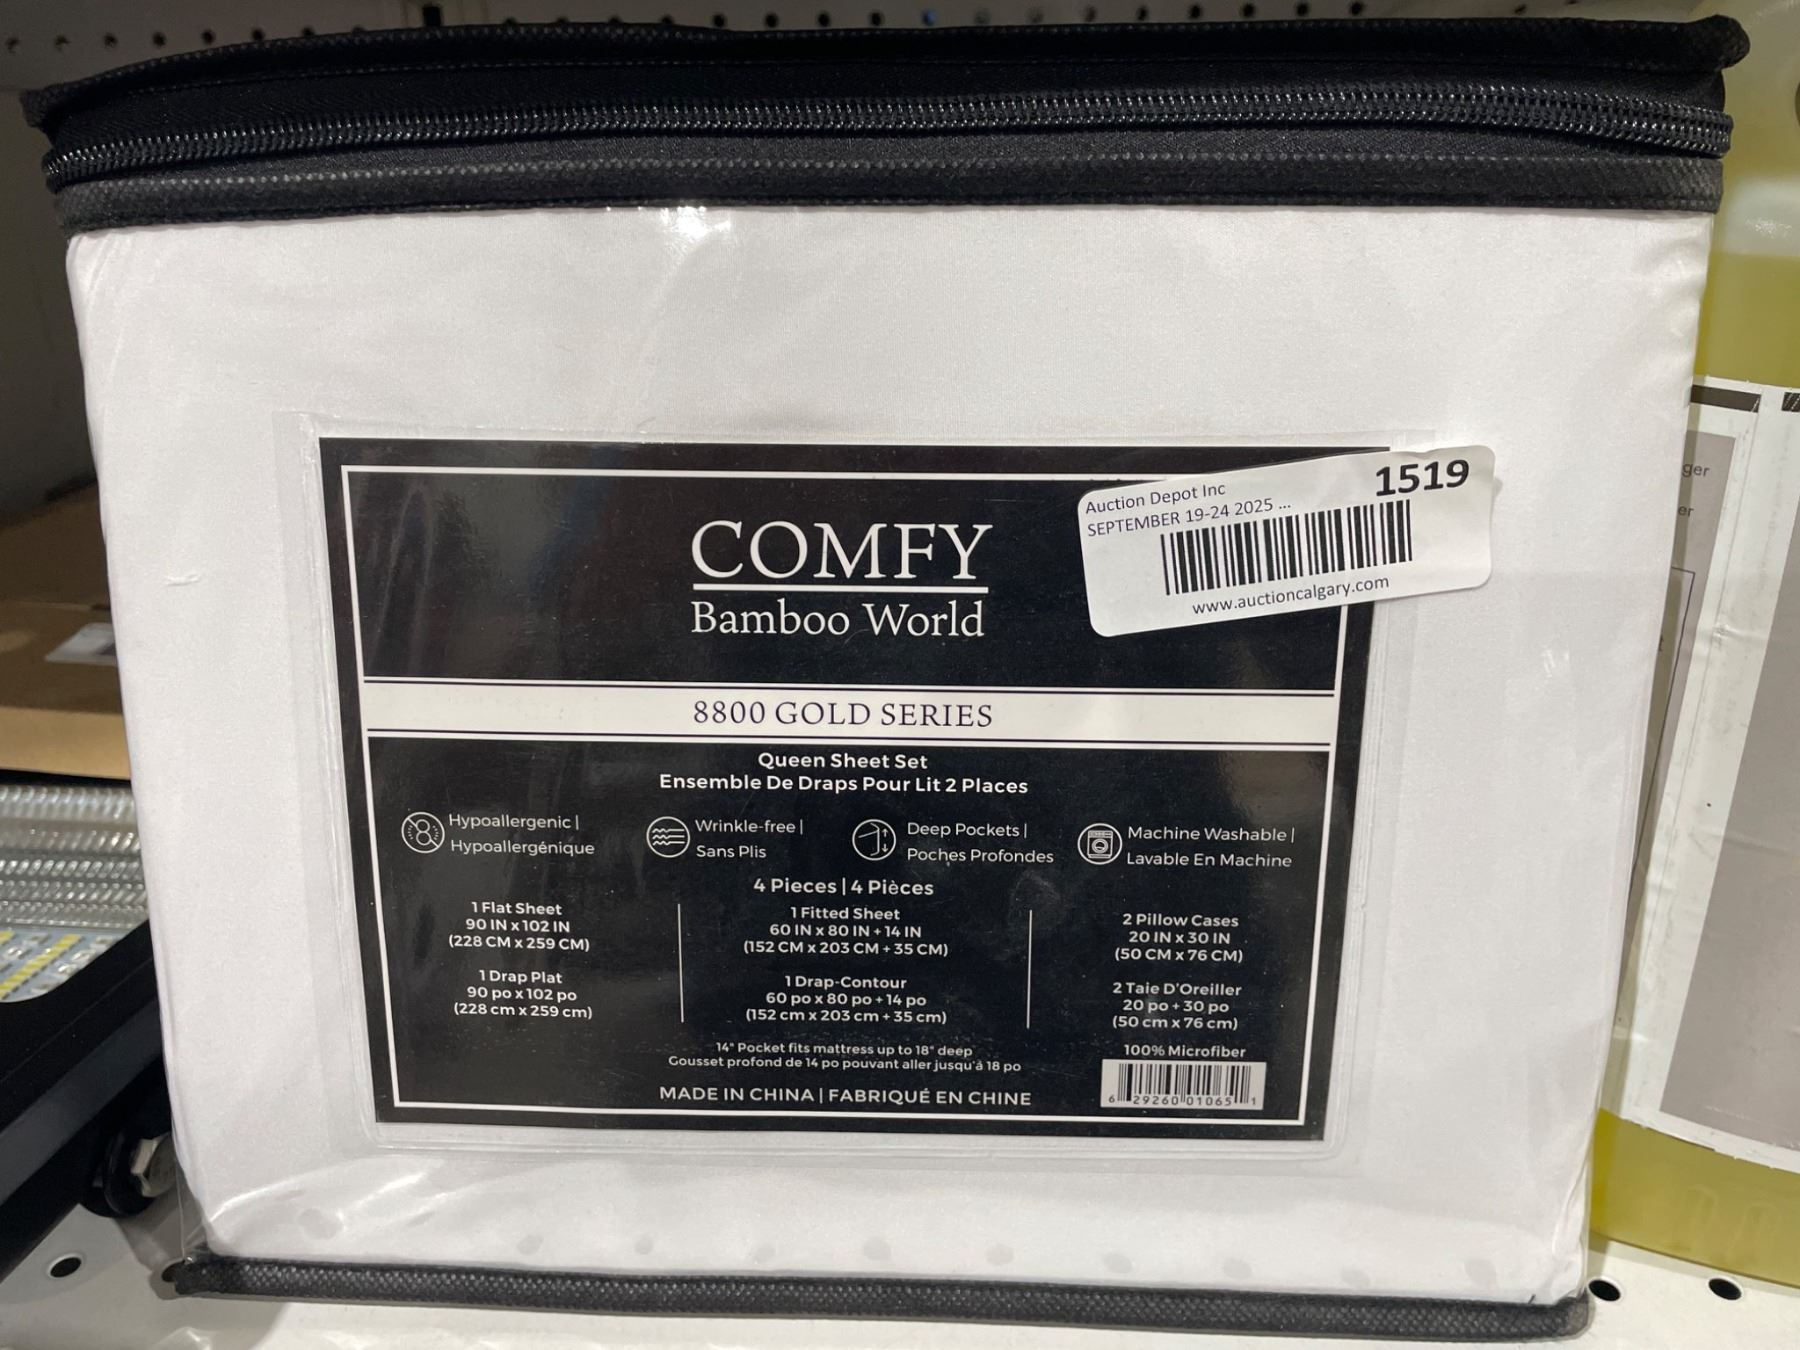 Auction Depot Inc
1519
SEPTEMBER 19-24 2025 ...
www.auctioncalgary.com
COMFY
Bamboo World
8800 GOLD SERIES
Queen Sheet Set
Ensemble De Draps Pour Lit 2 Places
Hypoallergenic |
Hypoallergénique
Wrinkle-free |
Sans Plis
Deep Pockets |
Poches Profondes
Machine Washable |
Lavable En Machine
4 Pieces | 4 Pièces
1 Flat Sheet
90 IN x 102 IN
(228 CM x 259 CM)
1 Drap Plat
90 po x 102 po
(228 cm x 259 cm)
1 Fitted Sheet
60 IN x 80 IN + 14 IN
(152 CM x 203 CM + 35 CM)
1 Drap-Contour
60 po x 80 po + 14 po
(152 cm x 203 cm + 35 cm)
2 Pillow Cases
20 IN x 30 IN
(50 CM x 76 CM)
2 Taie D'Oreiller
20 po + 30 po
(50 cm x 76 cm)
14" Pocket fits mattress up to 18" deep
Gousset profond de 14 po pouvant aller jusqu'à 18 po
MADE IN CHINA | FABRIQUÉ EN CHINE
100% Microfiber
6 29260 01065 1
ger
er